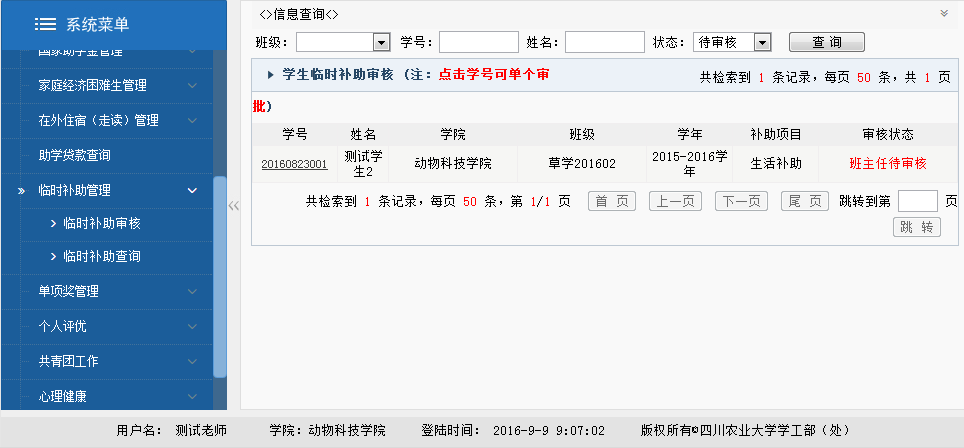 系统菜单
国家助学金管理
家庭经济困难生管理
在外住宿（走读）管理
助学贷款查询
临时补助管理
临时补助审核
临时补助查询
单项奖管理
个人评优
共青团工作
心理健康
<>信息查询<>
班级： 学号： 姓名： 状态： 待审核 查 询
学生临时补助审核 (注：点击学号可单个审 共检索到 1 条记录，每页 50 条，共 1 页
批)
学号 姓名 学院 班级 学年 补助项目 审核状态
20160823001 测试学生2 动物科技学院 草学201602 2015-2016学年 生活补助 班主任待审核
共检索到 1 条记录，每页 50 条，第 1/1 页 首 页 上一页 下一页 尾 页 跳转到第 页
跳 转
用户名： 测试老师 学院：动物科技学院 登陆时间： 2016-9-9 9:07:02 版权所有©四川农业大学学工部（处）